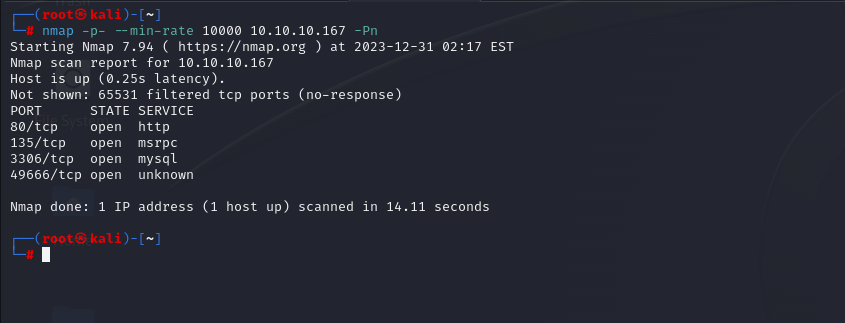 ┌──(root㉿kali)-[~]
└─# nmap -p- --min-rate 10000 10.10.10.167 -Pn
Starting Nmap 7.94 ( https://nmap.org ) at 2023-12-31 02:17 EST
Nmap scan report for 10.10.10.167
Host is up (0.25s latency).
Not shown: 65531 filtered tcp ports (no-response)
PORT      STATE SERVICE
80/tcp    open  http
135/tcp   open  msrpc
3306/tcp  open  mysql
49666/tcp open  unknown

Nmap done: 1 IP address (1 host up) scanned in 14.11 seconds

┌──(root㉿kali)-[~]
└─#